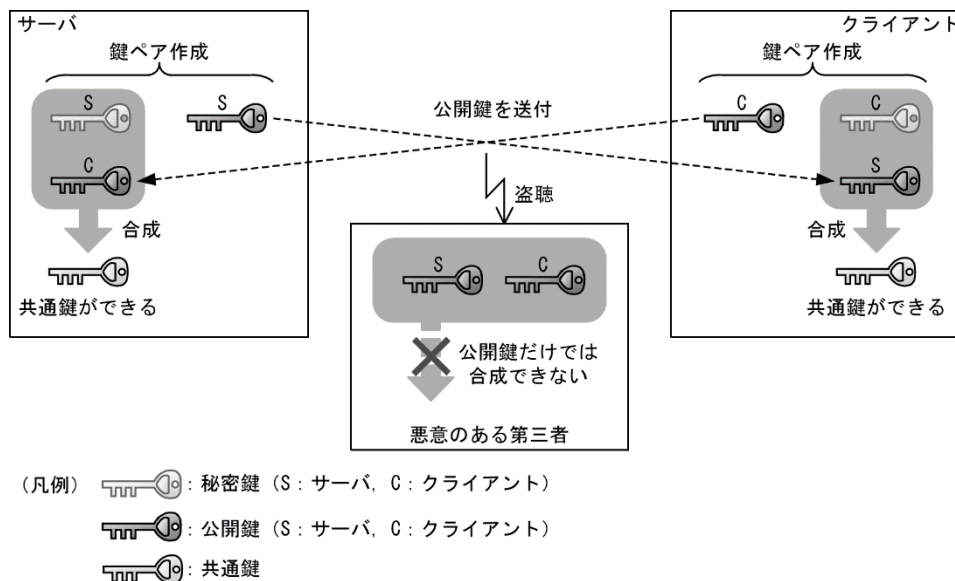 サーバ
クライアント
鍵ペア作成
鍵ペア作成
S
S
C
C
公開鍵を送付
C
S
盗聴
合成
合成
S
C
共通鍵ができる
共通鍵ができる
公開鍵だけでは
合成できない
悪意のある第三者
(凡例)
:秘密鍵(S:サーバ,C:クライアント)
:公開鍵(S:サーバ,C:クライアント)
:共通鍵